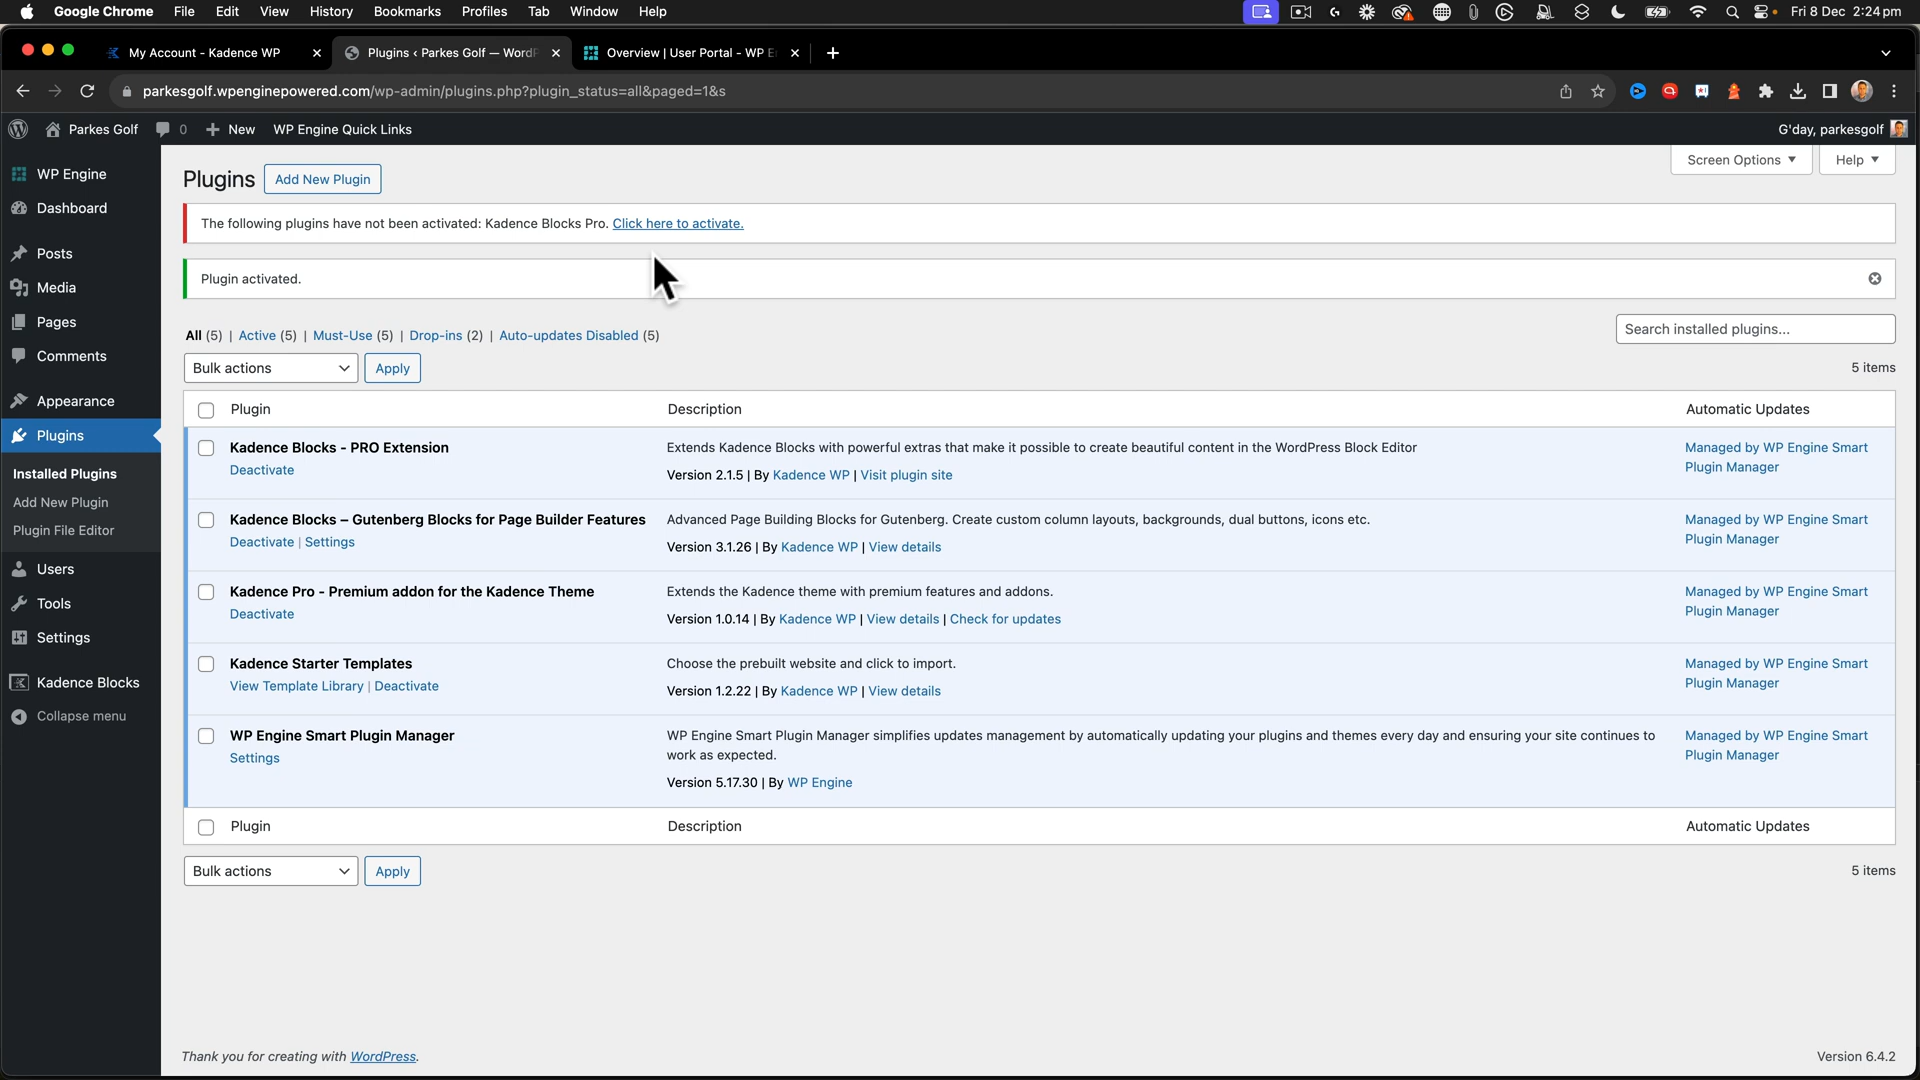 Google Chrome File Edit View History Bookmarks Profiles Tab Window Help Fri 8 Dec 2:24 pm
My Account - Kadence WP Plugins ‹ Parkes Golf — WordP Overview | User Portal - WP E
parkesgolf.wpenginepowered.com/wp-admin/plugins.php?plugin_status=all&paged=1&s
Parkes Golf 0 New WP Engine Quick Links G'day, parkesgolf
Screen Options Help
WP Engine
Dashboard
Posts
Media
Pages
Comments
Appearance
Plugins
Installed Plugins
Add New Plugin
Plugin File Editor
Users
Tools
Settings
Kadence Blocks
Collapse menu
Plugins Add New Plugin
The following plugins have not been activated: Kadence Blocks Pro. Click here to activate.
Plugin activated.
All (5) | Active (5) | Must-Use (5) | Drop-ins (2) | Auto-updates Disabled (5)
Search installed plugins...
Bulk actions Apply 5 items
Plugin Description Automatic Updates
Kadence Blocks - PRO Extension
Deactivate
Extends Kadence Blocks with powerful extras that make it possible to create beautiful content in the WordPress Block Editor
Version 2.1.5 | By Kadence WP | Visit plugin site
Managed by WP Engine Smart
Plugin Manager
Kadence Blocks – Gutenberg Blocks for Page Builder Features
Deactivate | Settings
Advanced Page Building Blocks for Gutenberg. Create custom column layouts, backgrounds, dual buttons, icons etc.
Version 3.1.26 | By Kadence WP | View details
Managed by WP Engine Smart
Plugin Manager
Kadence Pro - Premium addon for the Kadence Theme
Deactivate
Extends the Kadence theme with premium features and addons.
Version 1.0.14 | By Kadence WP | View details | Check for updates
Managed by WP Engine Smart
Plugin Manager
Kadence Starter Templates
View Template Library | Deactivate
Choose the prebuilt website and click to import.
Version 1.2.22 | By Kadence WP | View details
Managed by WP Engine Smart
Plugin Manager
WP Engine Smart Plugin Manager
Settings
WP Engine Smart Plugin Manager simplifies updates management by automatically updating your plugins and themes every day and ensuring your site continues to
work as expected.
Version 5.17.30 | By WP Engine
Managed by WP Engine Smart
Plugin Manager
Plugin Description Automatic Updates
Bulk actions Apply 5 items
Thank you for creating with WordPress. Version 6.4.2